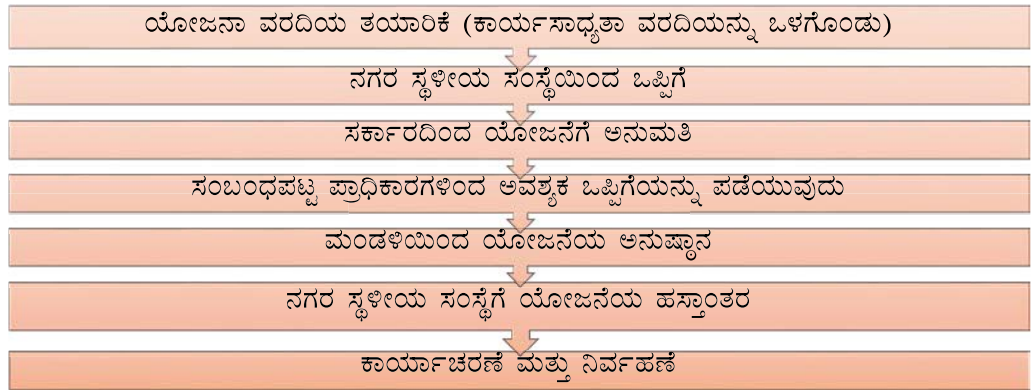 ಯೋಜನಾ ವರದಿಯ ತಯಾರಿಕೆ (ಕಾರ್ಯಸಾಧ್ಯತಾ ವರದಿಯನ್ನು ಒಳಗೊಂಡು)
ನಗರ ಸ್ಥಳೀಯ ಸಂಸ್ಥೆಯಿಂದ ಒಪ್ಪಿಗೆ
ಸರ್ಕಾರದಿಂದ ಯೋಜನೆಗೆ ಅನುಮತಿ
ಸಂಬಂಧಪಟ್ಟ ಪ್ರಾಧಿಕಾರಗಳಿಂದ ಅವಶ್ಯಕ ಒಪ್ಪಿಗೆಯನ್ನು ಪಡೆಯುವುದು
ಮಂಡಳಿಯಿಂದ ಯೋಜನೆಯ ಅನುಷ್ಠಾನ
ನಗರ ಸ್ಥಳೀಯ ಸಂಸ್ಥೆಗೆ ಯೋಜನೆಯ ಹಸ್ತಾಂತರ
ಕಾರ್ಯಾಚರಣೆ ಮತ್ತು ನಿರ್ವಹಣೆ